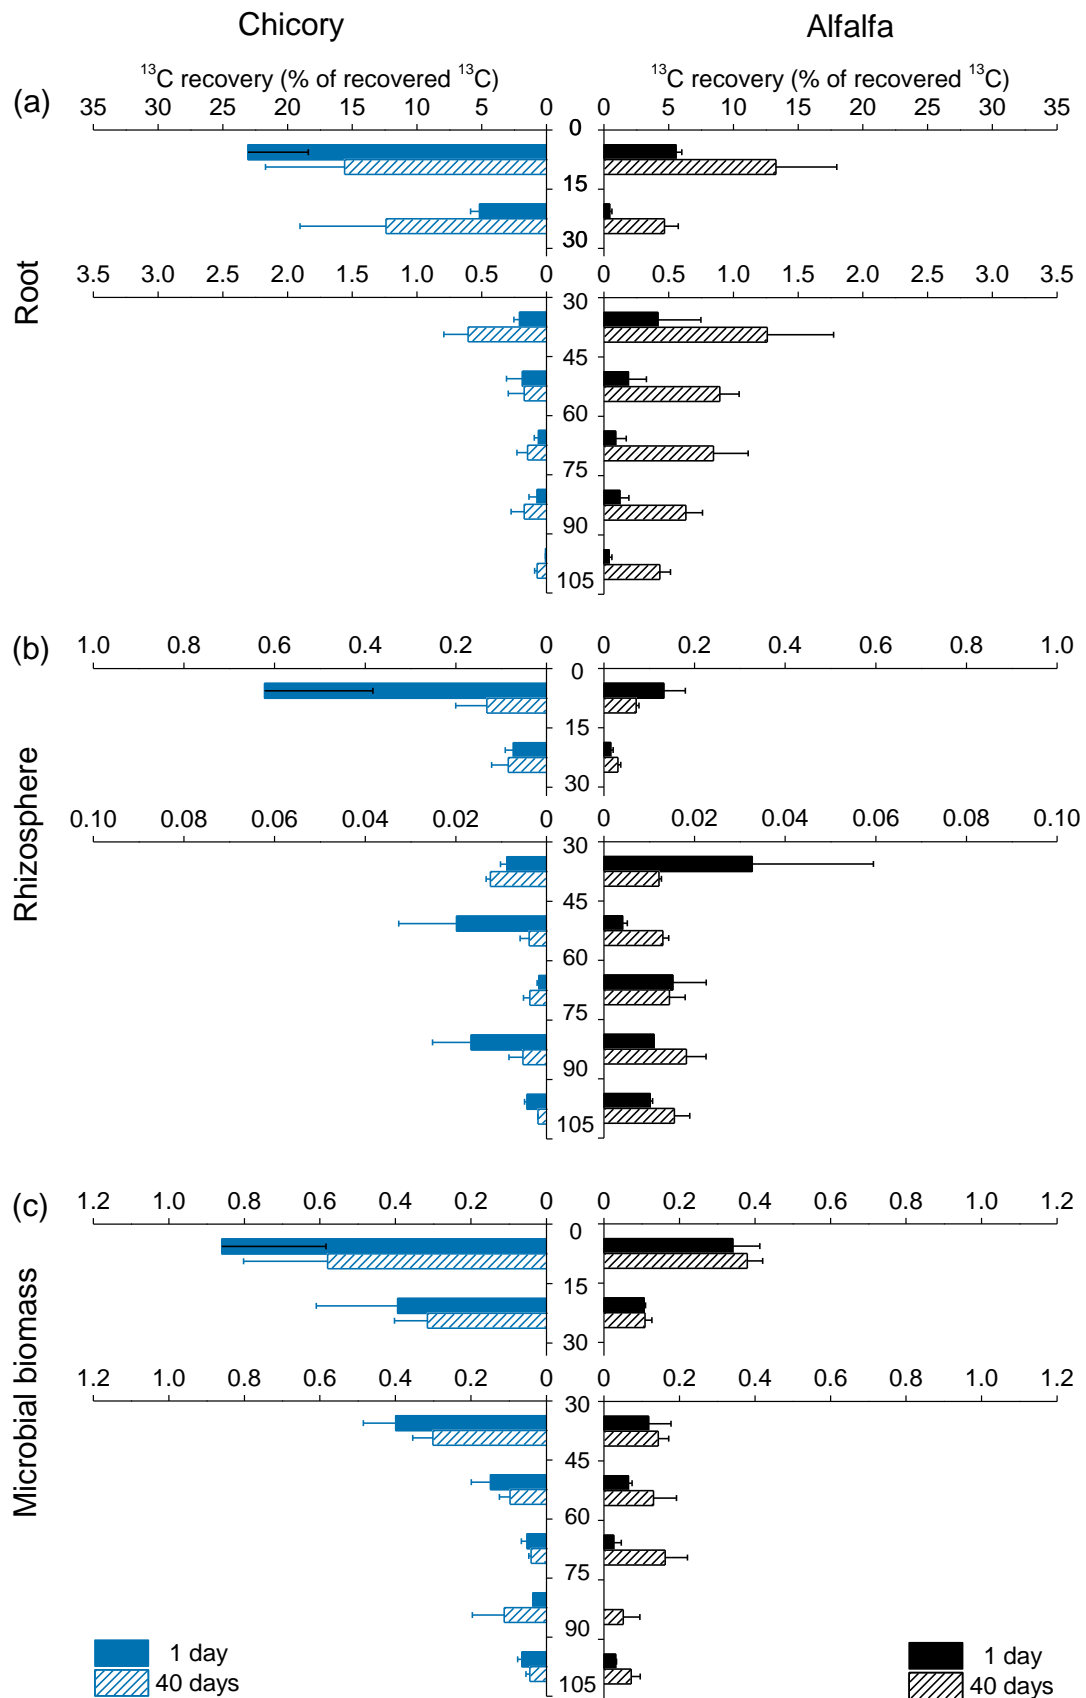 Chicory Alfalfa
¹³C recovery (% of recovered ¹³C) ¹³C recovery (% of recovered ¹³C)
(a)
35 30 25 20 15 10 5 0 0 5 10 15 20 25 30 35
0
15
30
Root
3.5 3.0 2.5 2.0 1.5 1.0 0.5 0 0 0.5 1.0 1.5 2.0 2.5 3.0 3.5
30
45
60
75
90
105
(b)
1.0 0.8 0.6 0.4 0.2 0 0 0.2 0.4 0.6 0.8 1.0
0
15
30
Rhizosphere
0.10 0.08 0.06 0.04 0.02 0 0 0.02 0.04 0.06 0.08 0.10
30
45
60
75
90
105
(c)
1.2 1.0 0.8 0.6 0.4 0.2 0 0 0.2 0.4 0.6 0.8 1.0 1.2
0
15
30
Microbial biomass
1.2 1.0 0.8 0.6 0.4 0.2 0 0 0.2 0.4 0.6 0.8 1.0 1.2
30
45
60
75
90
105
1 day 1 day
40 days 40 days